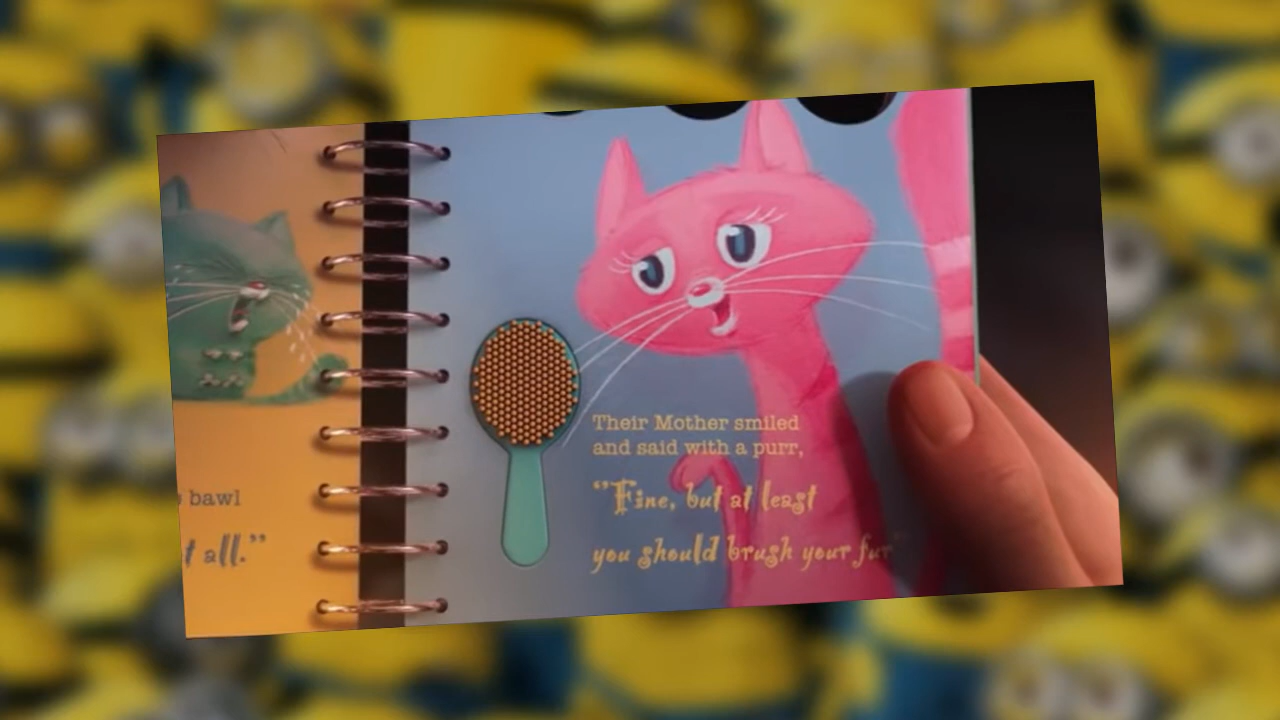 bawl
t all.”
Their Mother smiled
and said with a purr,
“Fine, but at least
you should brush your fur